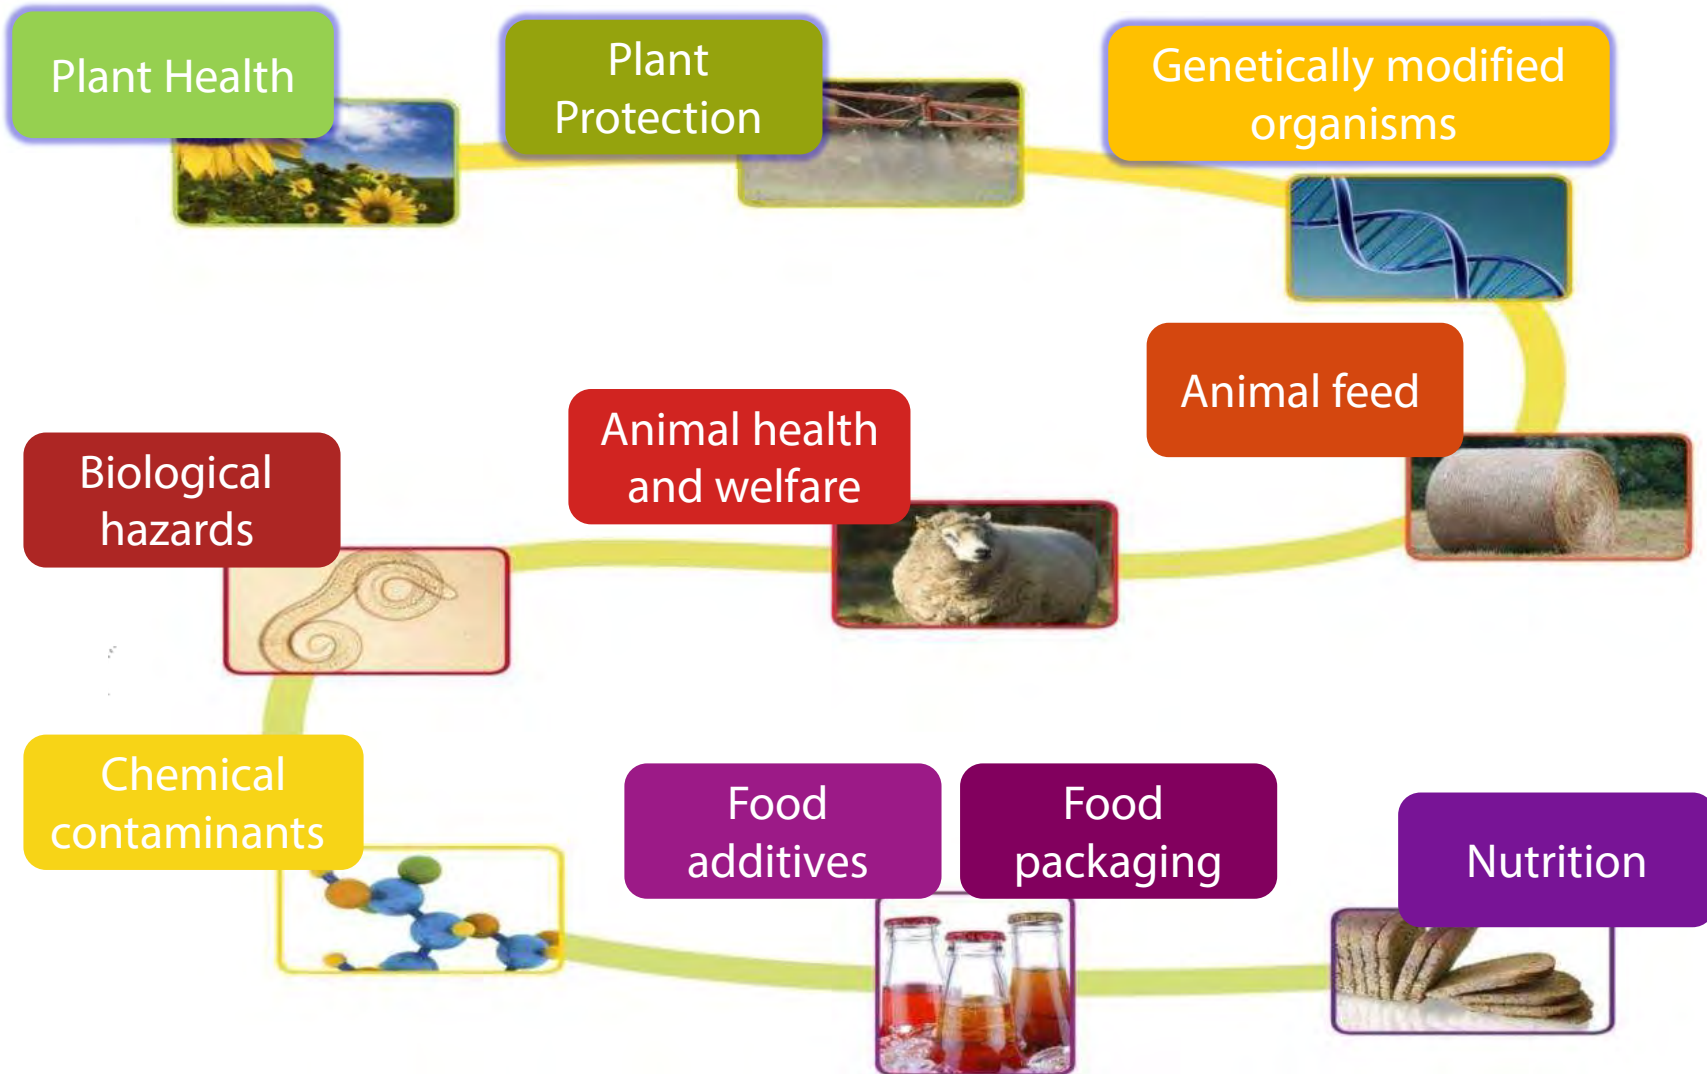 Plant Health
Plant
Protection
Genetically modified
organisms
Animal feed
Animal health
and welfare
Biological
hazards
Chemical
contaminants
Food
additives
Food
packaging
Nutrition